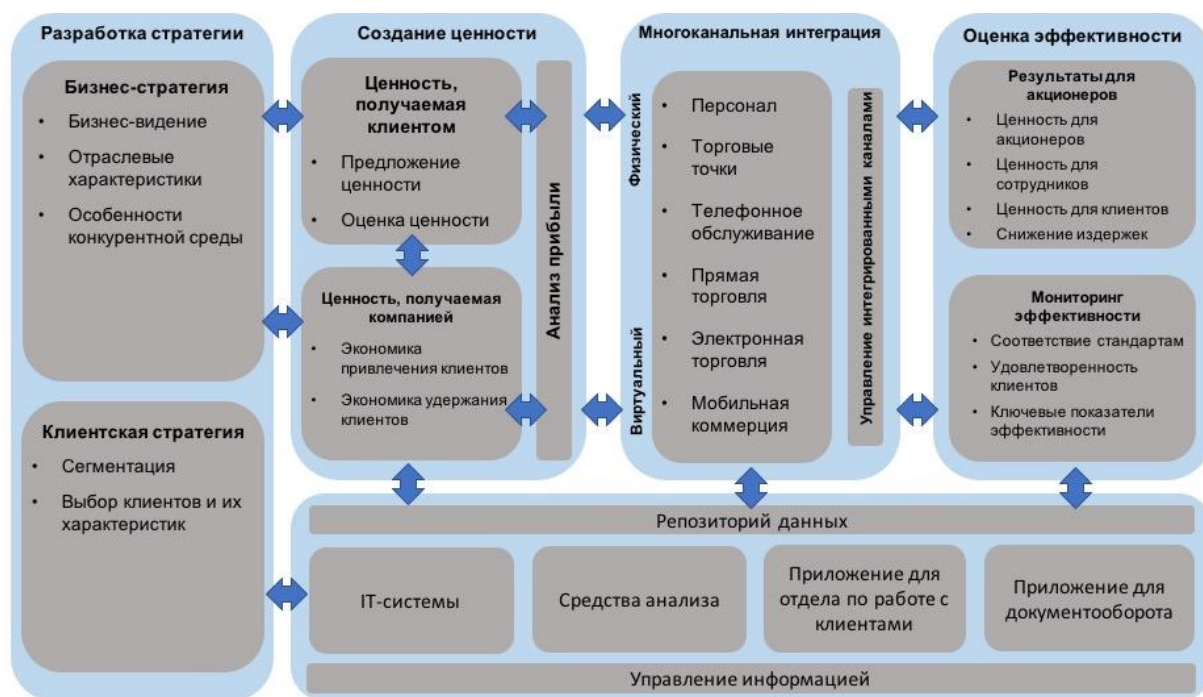 Разработка стратегии
Бизнес-стратегия
• Бизнес-видение
• Отраслевые
характеристики
• Особенности
конкурентной среды
Клиентская стратегия
• Сегментация
• Выбор клиентов и их
характеристик
Создание ценности
Ценность,
получаемая
клиентом
• Предложение
ценности
• Оценка ценности
Ценность, получаемая
компанией
• Экономика
привлечения клиентов
• Экономика удержания
клиентов
Анализ прибыли
Многоканальная интеграция
Физический
Виртуальный
• Персонал
• Торговые
точки
• Телефонное
обслуживание
• Прямая
торговля
• Электронная
торговля
• Мобильная
коммерция
Управление интегрированными каналами
Оценка эффективности
Результаты для
акционеров
• Ценность для
акционеров
• Ценность для
сотрудников
• Ценность для клиентов
• Снижение издержек
Мониторинг
эффективности
• Соответствие стандартам
• Удовлетворенность
клиентов
• Ключевые показатели
эффективности
Репозиторий данных
IT-системы
Средства анализа
Приложение для
отдела по работе с
клиентами
Приложение для
документооборота
Управление информацией